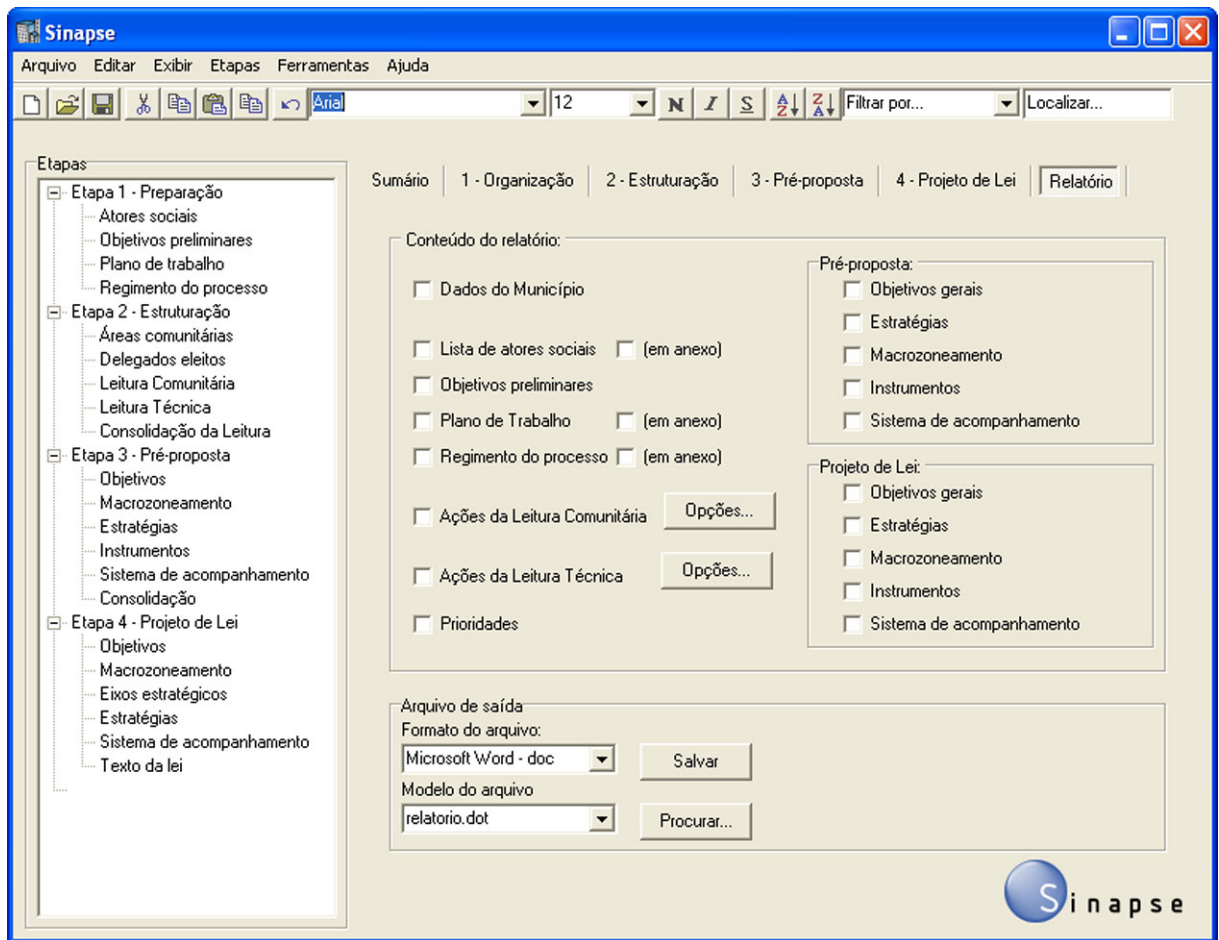 Sinapse
Arquivo Editar Exibir Etapas Ferramentas Ajuda
Arial 12 N I S A Z Z A Filtrar por... Localizar...
Etapas
Etapa 1 - Preparação
Atores sociais
Objetivos preliminares
Plano de trabalho
Regimento do processo
Etapa 2 - Estruturação
Áreas comunitárias
Delegados eleitos
Leitura Comunitária
Leitura Técnica
Consolidação da Leitura
Etapa 3 - Pré-proposta
Objetivos
Macrozoneamento
Estratégias
Instrumentos
Sistema de acompanhamento
Consolidação
Etapa 4 - Projeto de Lei
Objetivos
Macrozoneamento
Eixos estratégicos
Estratégias
Sistema de acompanhamento
Texto da lei
Sumário 1 - Organização 2 - Estruturação 3 - Pré-proposta 4 - Projeto de Lei Relatório
Conteúdo do relatório:
Dados do Município
Lista de atores sociais (em anexo)
Objetivos preliminares
Plano de Trabalho (em anexo)
Regimento do processo (em anexo)
Ações da Leitura Comunitária Opções...
Ações da Leitura Técnica Opções...
Prioridades
Pré-proposta:
Objetivos gerais
Estratégias
Macrozoneamento
Instrumentos
Sistema de acompanhamento
Projeto de Lei:
Objetivos gerais
Estratégias
Macrozoneamento
Instrumentos
Sistema de acompanhamento
Arquivo de saída
Formato do arquivo:
Microsoft Word - doc Salvar
Modelo do arquivo
relatorio.dot Procurar...
Sinapse